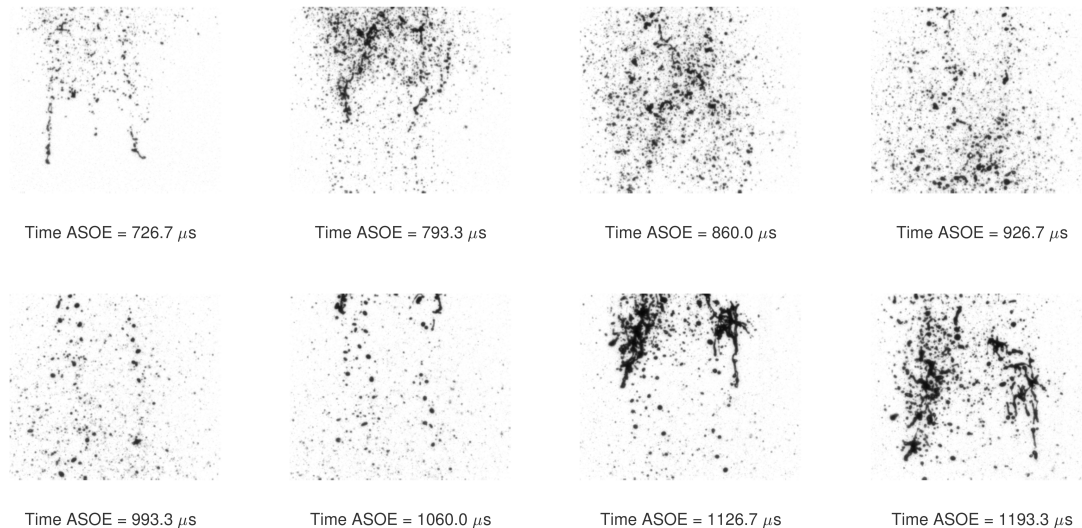 Time ASOE = 726.7 μs
Time ASOE = 793.3 μs
Time ASOE = 860.0 μs
Time ASOE = 926.7 μs
Time ASOE = 993.3 μs
Time ASOE = 1060.0 μs
Time ASOE = 1126.7 μs
Time ASOE = 1193.3 μs